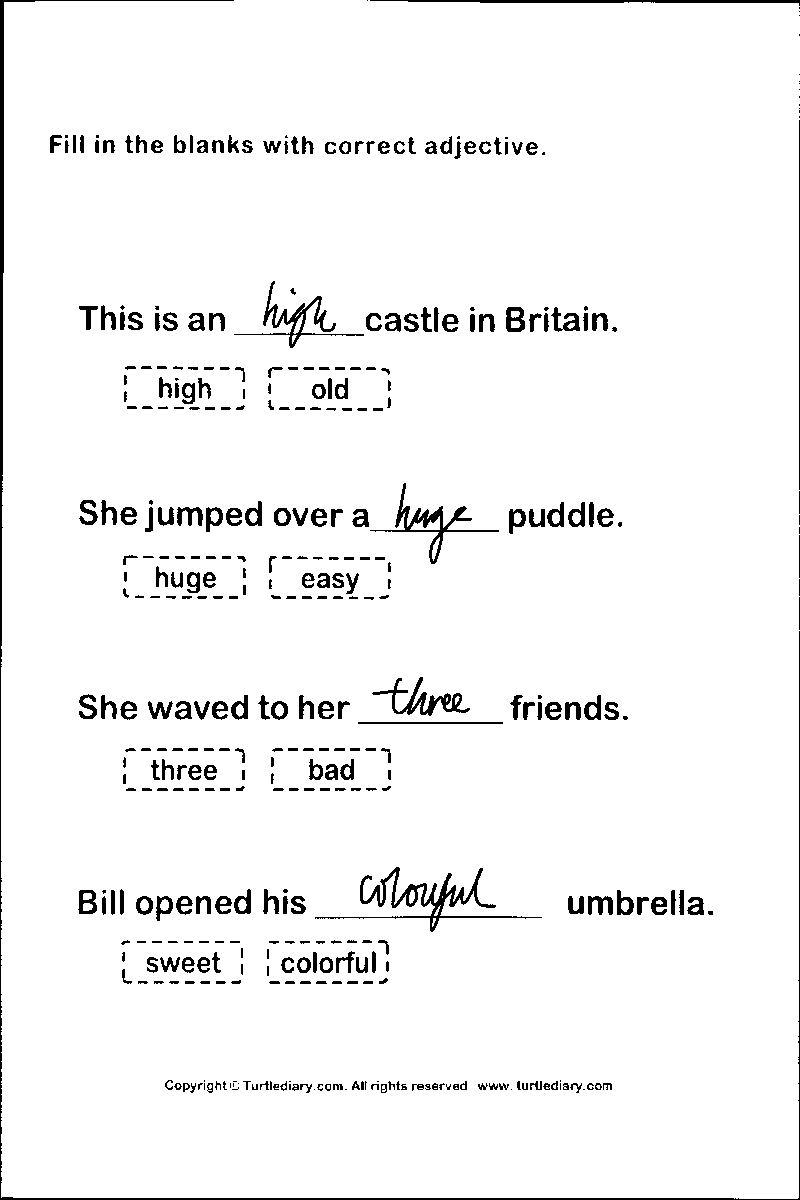 Fill in the blanks with correct adjective.
This is an high castle in Britain.
high old
She jumped over a huge puddle.
huge easy
She waved to her three friends.
three bad
Bill opened his colourful umbrella.
sweet colorful
Copyright © Turtlediary.com. All rights reserved www. turtlediary.com